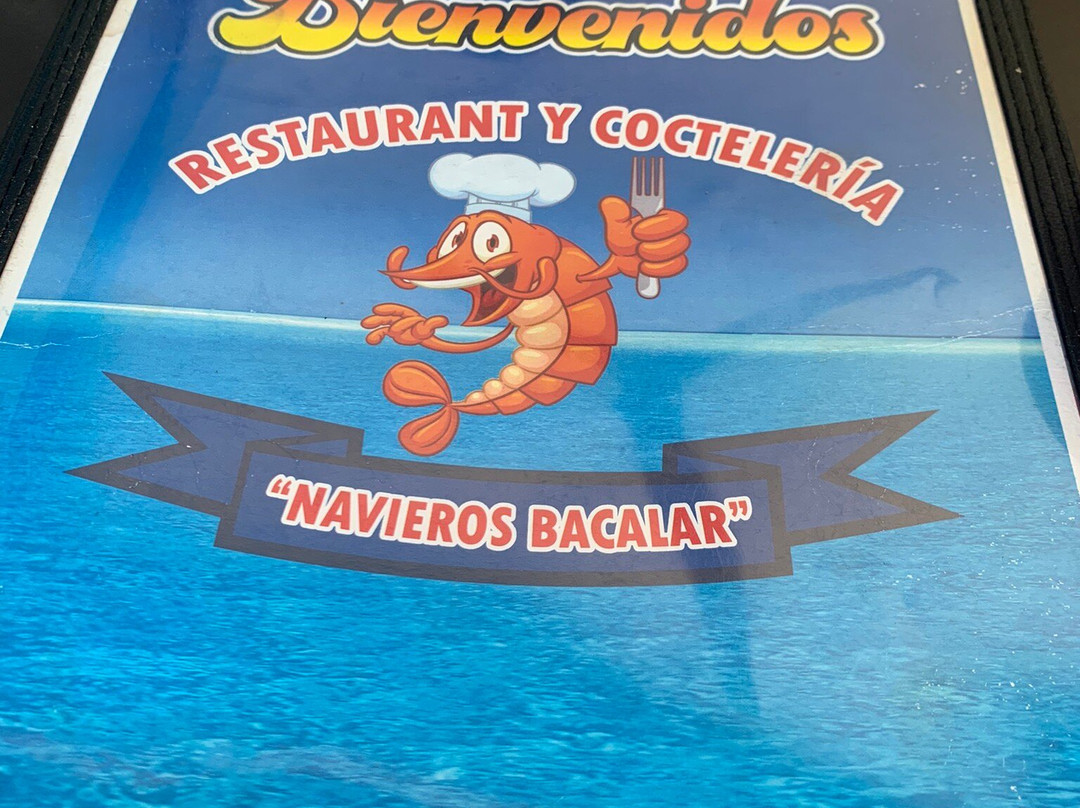 Bienvenidos
RESTAURANT Y COCTELERÍA
"NAVIEROS BACALAR"